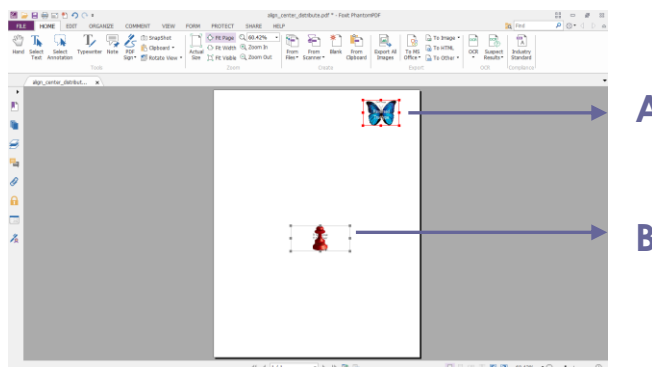 align_center_distribute.pdf * - Foxit PhantomPDF
FILE HOME EDIT ORGANIZE COMMENT VIEW FORM PROTECT SHARE HELP Find
Hand Select Text Select Annotation Typewriter Note PDF Sign SnapShot Clipboard Rotate View
Actual Size Fit Page Fit Width Fit Visible 60.42% Zoom In Zoom Out
From Files From Scanner Blank From Clipboard Export All Images To MS Office To Image To HTML To Other OCR Suspect Results Industry Standard
Tools Zoom Create Export OCR Compliance
align_center_distribut... x
A
B